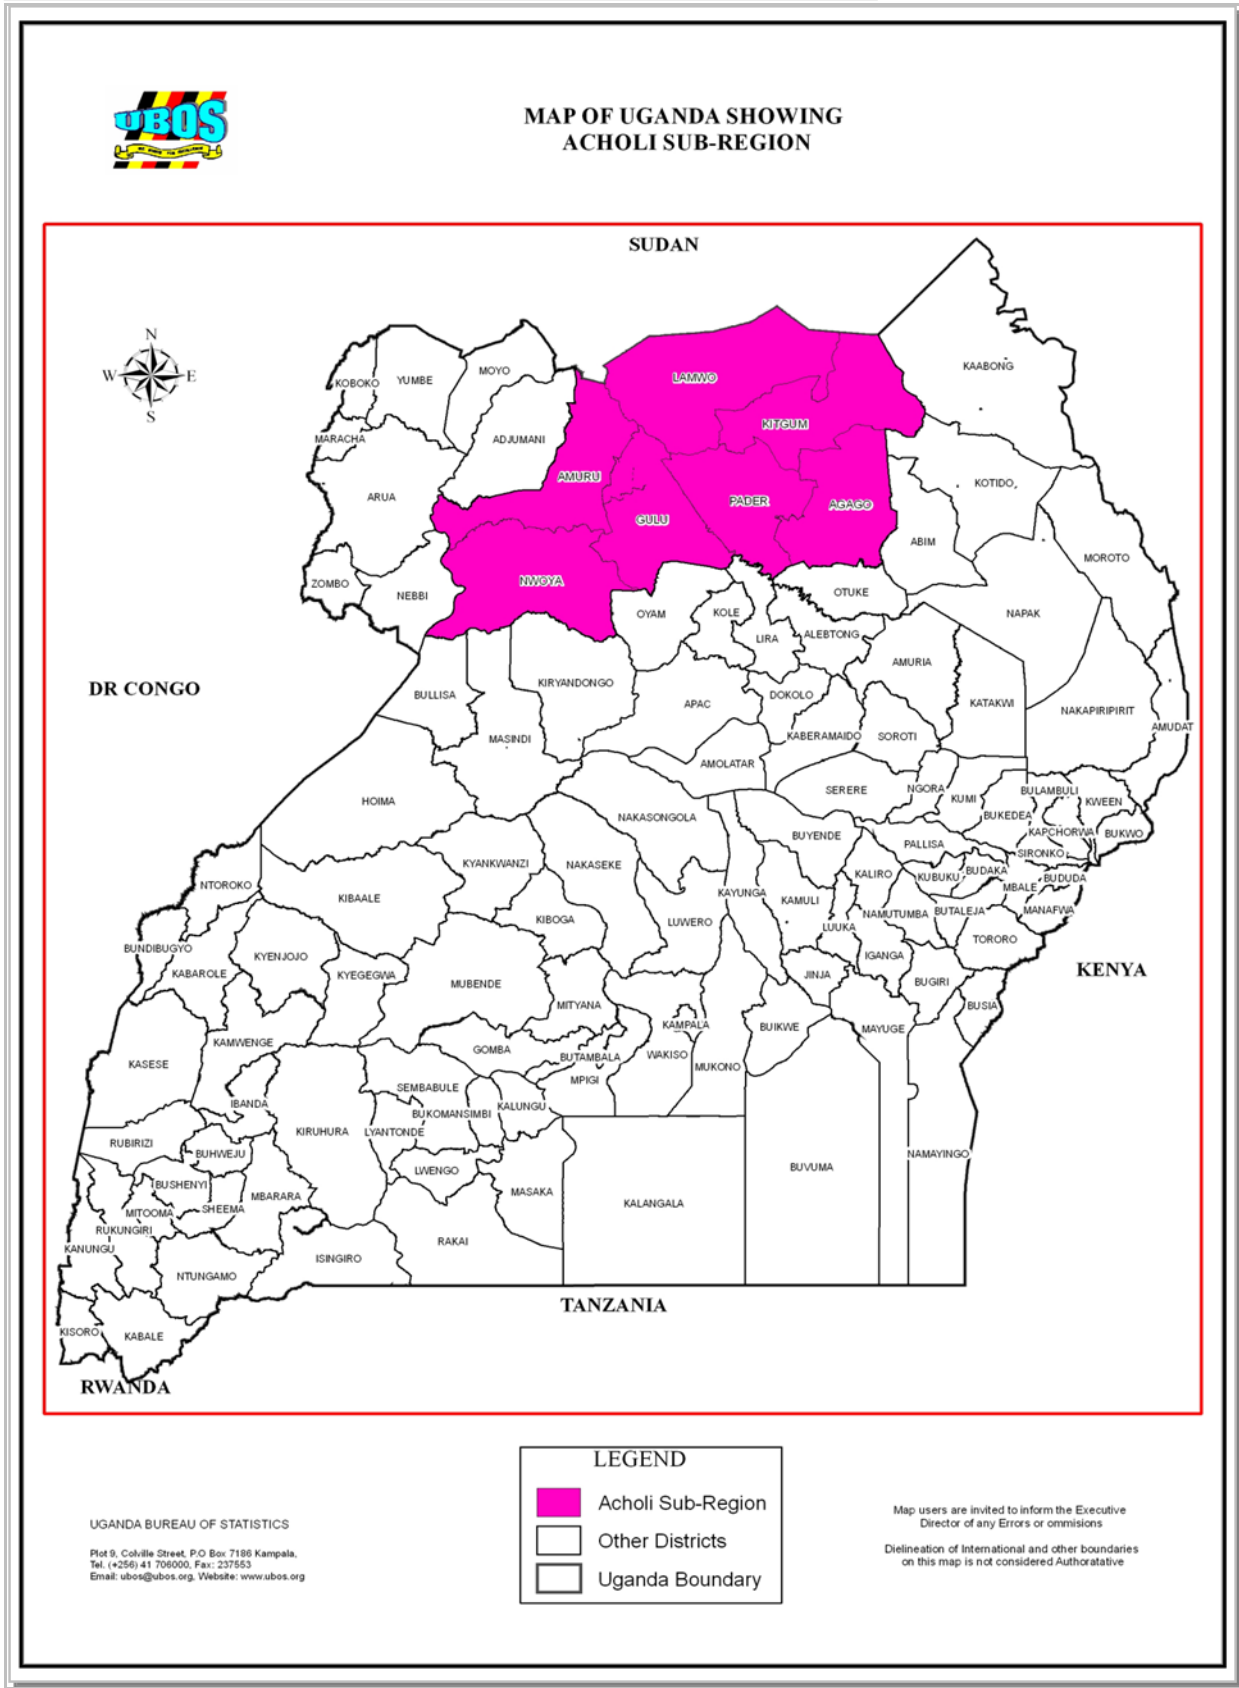 UBOS
MAP OF UGANDA SHOWING
ACHOLI SUB-REGION
SUDAN
N
W
E
S
KAABONG
LAMWO
MOYO
YUMBE
KOBOKO
KITGUM
ADJUMANI
MARACHA
AMURU
KOTIDO
ARUA
PADER
AGAGO
GULU
ABIM
MOROTO
NWOYA
ZOMBO
NEBBI
OTUKE
OYAM
KOLE
NAPAK
LIRA
ALEBTONG
AMURIA
DR CONGO
KIRYANDONGO
BULLISA
DOKOLO
APAC
KATAKWI
NAKAPIRIPIRIT
AMUDAT
MASINDI
KABERAMAIDO
SOROTI
AMOLATAR
SERERE
NGORA
KUMI
BULAMBULI
KWEEN
HOIMA
NAKASONGOLA
BUKEDEA
KAPCHORWA
BUKWO
BUYENDE
PALLISA
SIRONKO
KYANKWANZI
NAKASEKE
KALIRO
KUBUKU
BUDAKA
BUDUDA
MBALE
NTOROKO
KIBAALE
KAYUNGA
KAMULI
KIBOGA
LUWERO
NAMUTUMBA
BUTALEJA
MANAFWA
LUUKA
TORORO
BUNDIBUGYO
KYENJOJO
IGANGA
KENYA
KABAROLE
KYEGEGWA
MUBENDE
JINJA
BUGIRI
MITYANA
BUSIA
KAMPALA
BUIKWE
MAYUGE
KAMWENGE
GOMBA
BUTAMBALA
WAKISO
KASESE
MUKONO
MPIGI
SEMBABULE
IBANDA
BUKOMANSIMBI
KALUNGU
KIRUHURA
LYANTONDE
RUBIRIZI
BUHWEJU
NAMAYINGO
LWENGO
BUVUMA
BUSHENYI
MBARARA
MASAKA
KALANGALA
MITOOMA
SHEEMA
RUKUNGIRI
KANUNGU
RAKAI
ISINGIRO
NTUNGAMO
TANZANIA
KISORO
KABALE
RWANDA
LEGEND
Acholi Sub-Region
Other Districts
Uganda Boundary
UGANDA BUREAU OF STATISTICS
Plot 9, Colville Street, P.O Box 7186 Kampala,
Tel. (+256) 41 706000, Fax: 237553
Email: ubos@ubos.org, Website: www.ubos.org
Map users are invited to inform the Executive
Director of any Errors or ommisions
Dielineation of International and other boundaries
on this map is not considered Authoratative